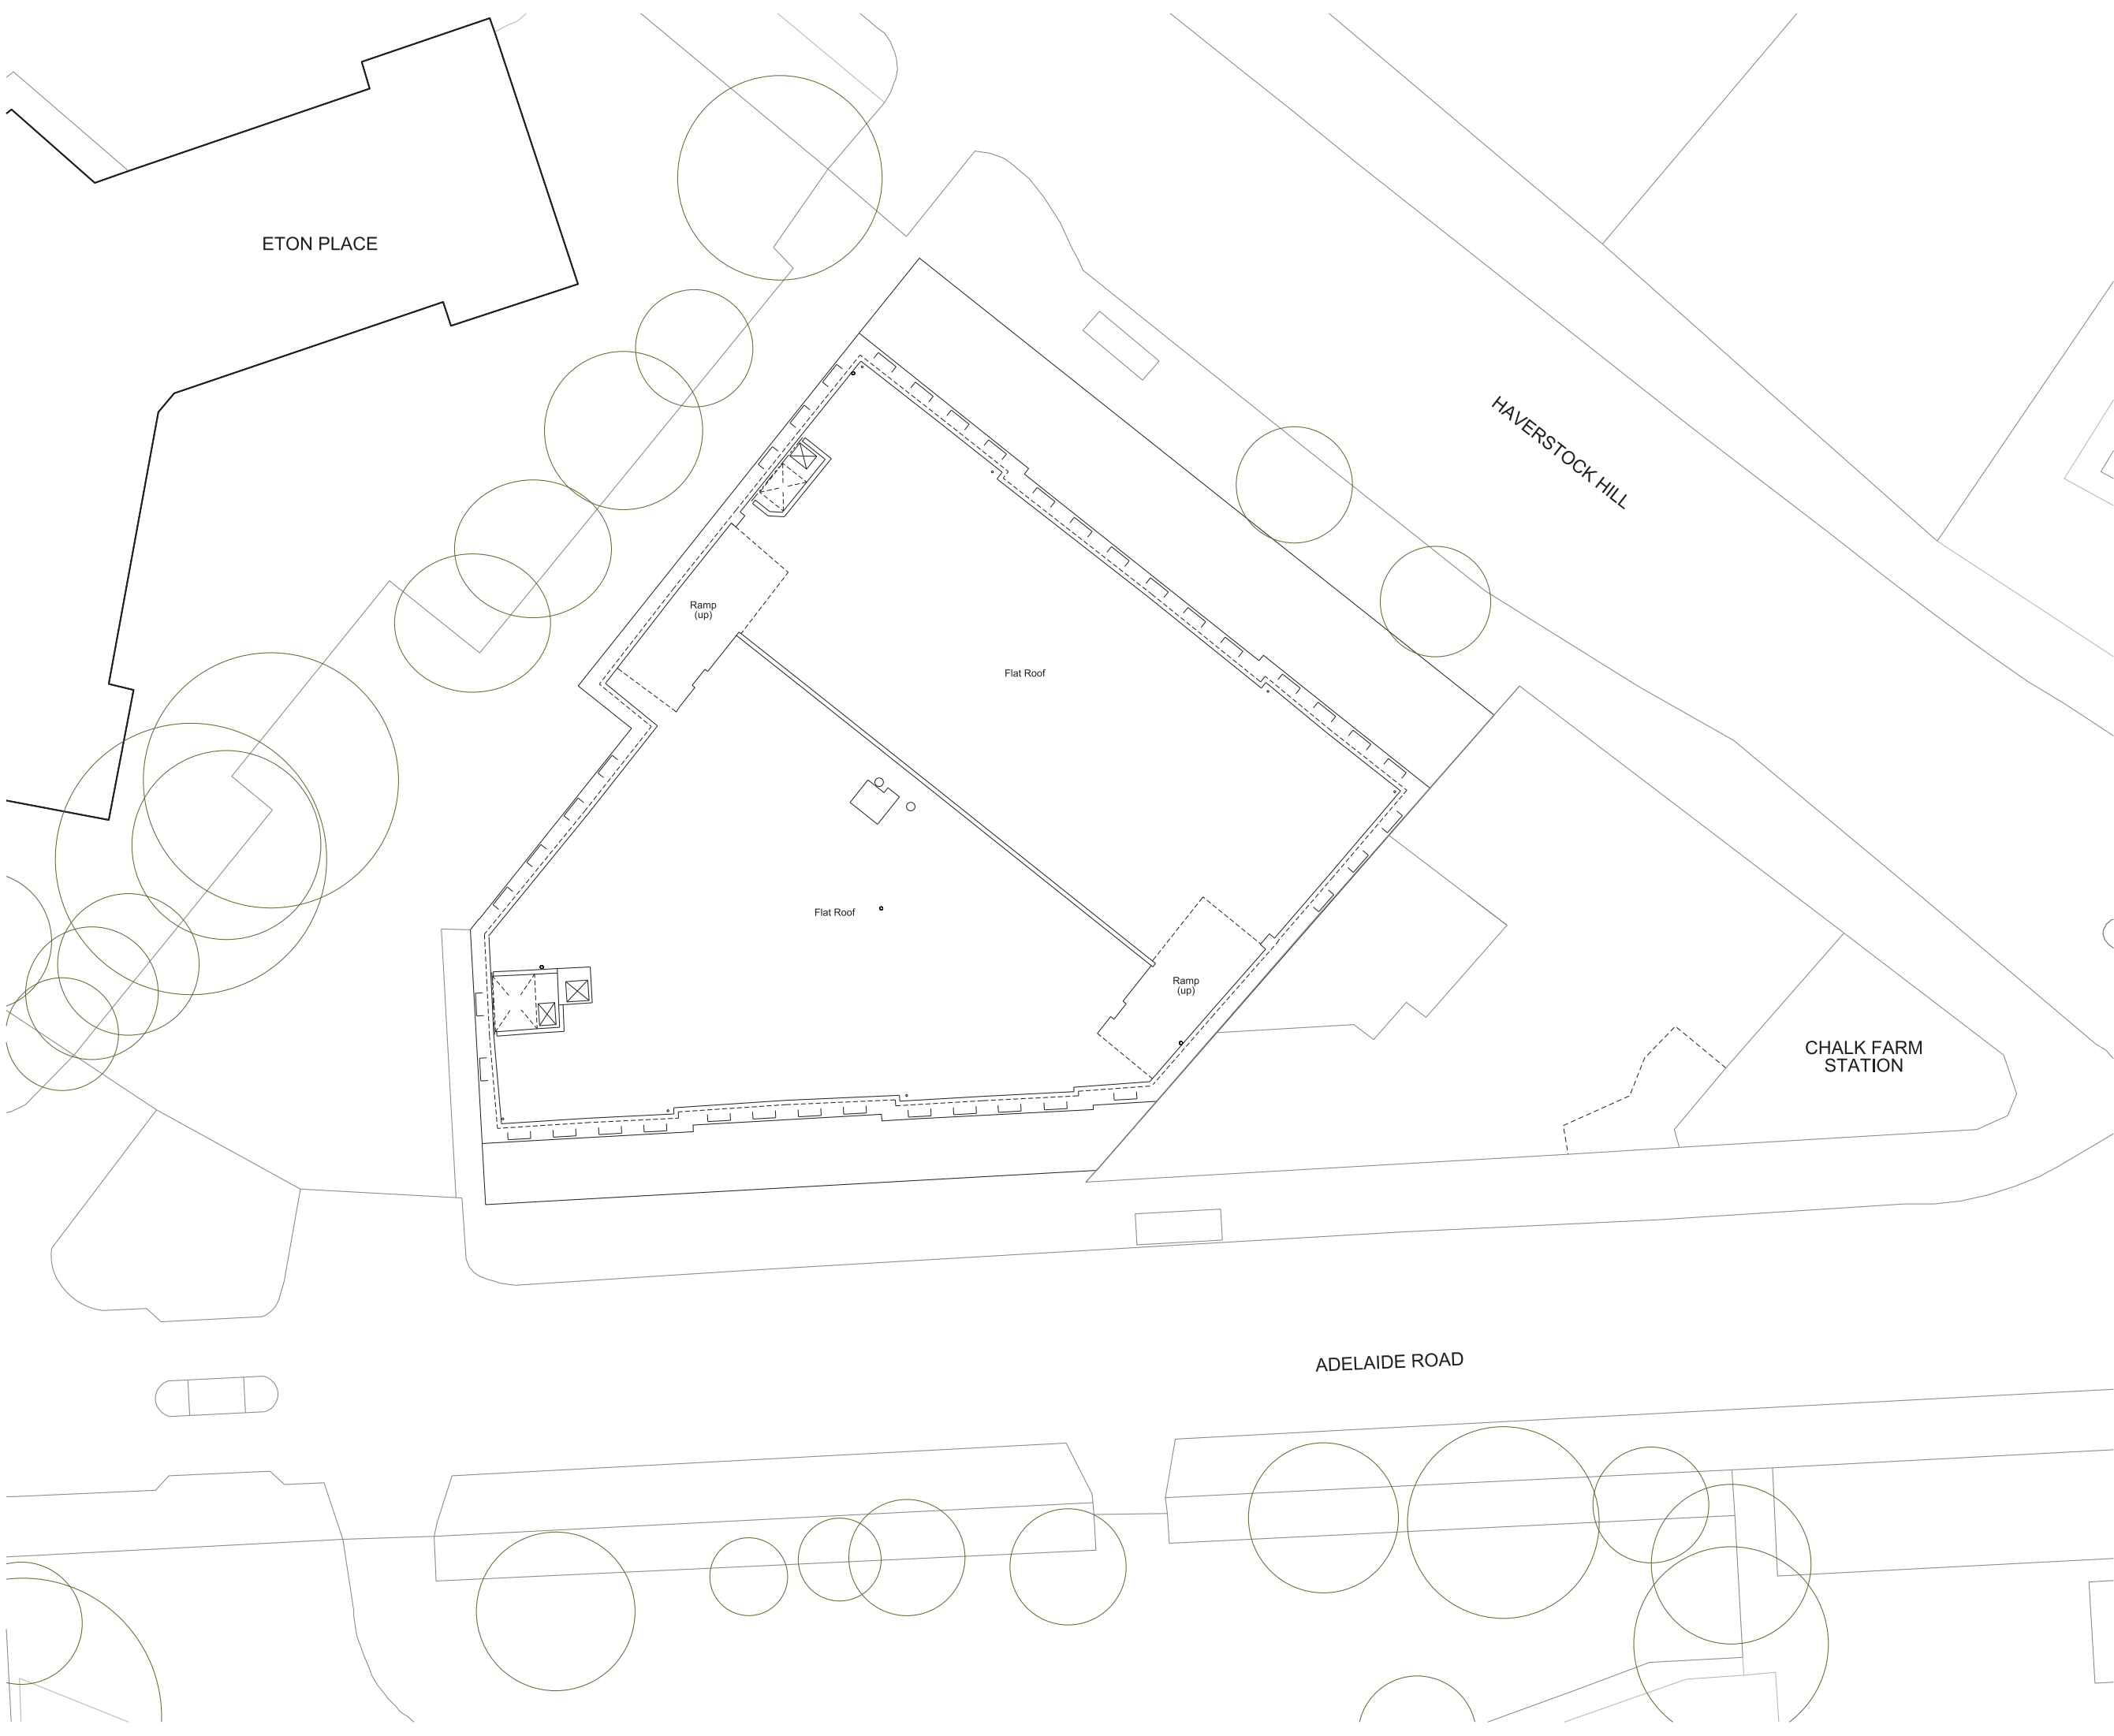 ETON PLACE
HAVERSTOCK HILL
Ramp
(up)
Flat Roof
Flat Roof
Ramp
(up)
CHALK FARM
STATION
ADELAIDE ROAD